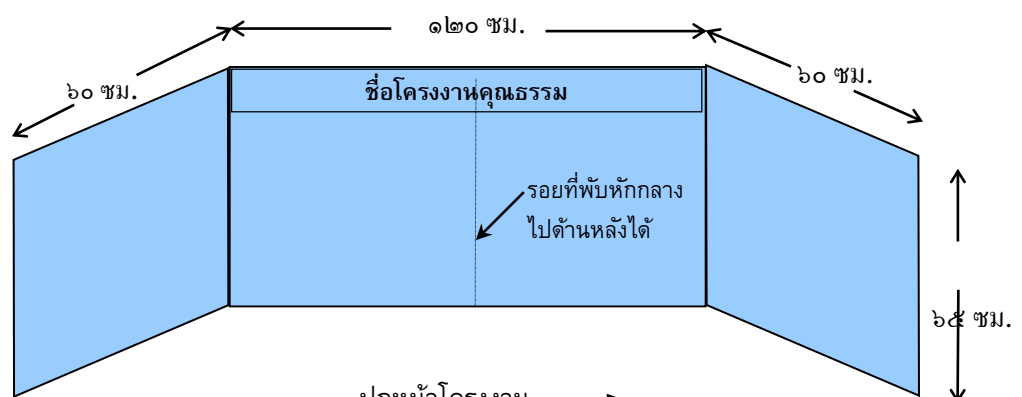 ๑๒๐ ซม.
๖๐ ซม.
๖๐ ซม.
ชื่อโครงงานคุณธรรม
รอยที่พับหักกลาง
ไปด้านหลังได้
๖๕ ซม.